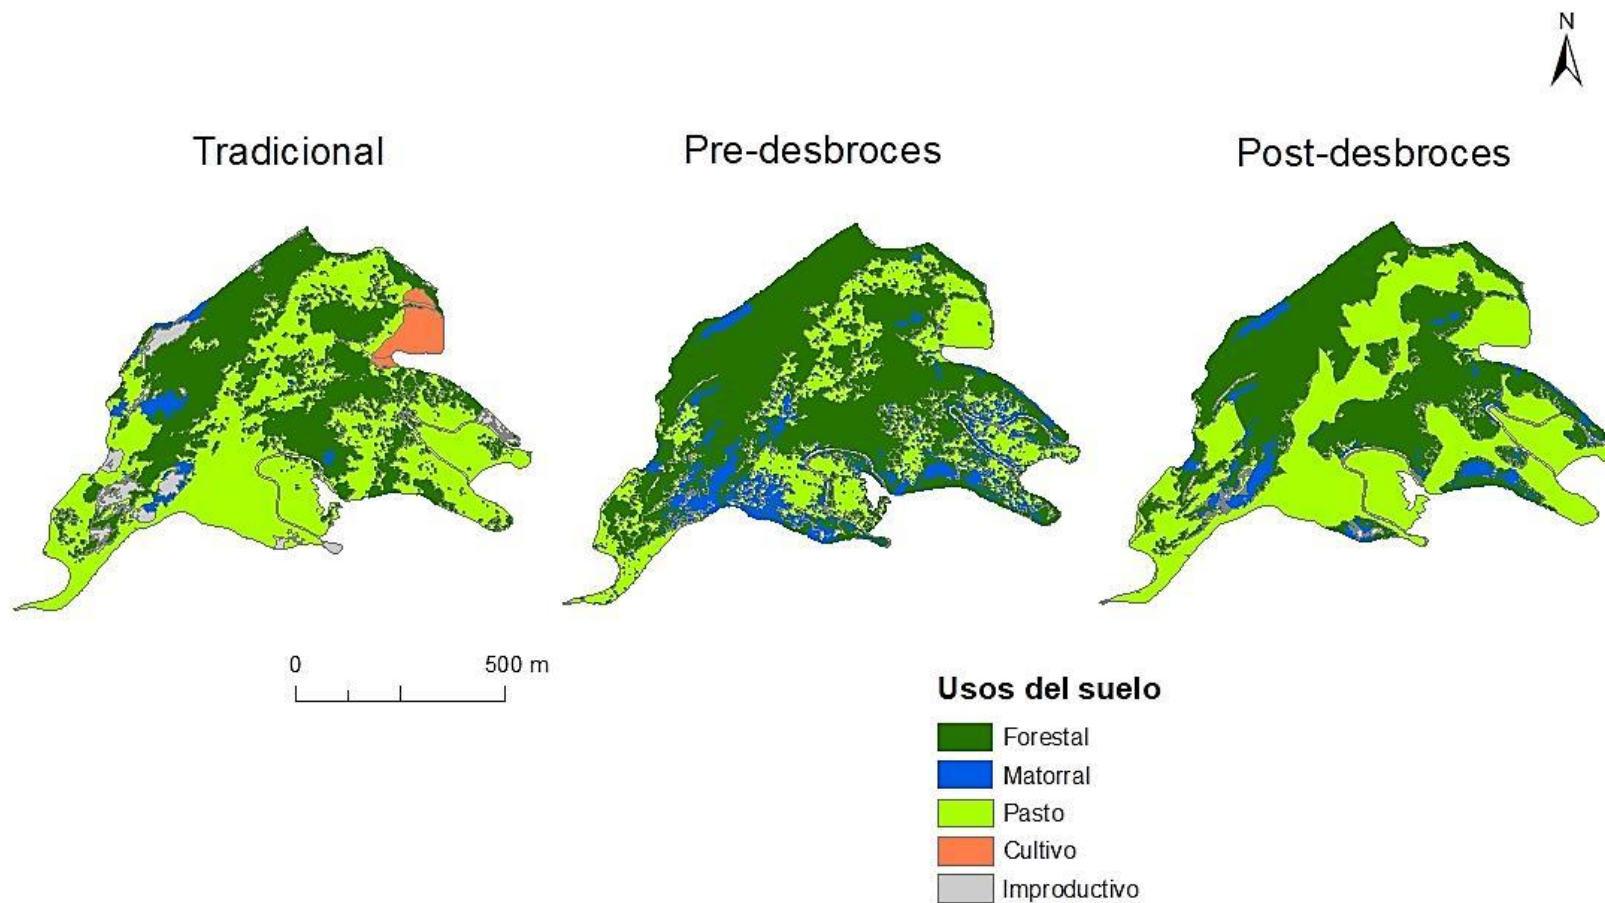 N
Tradicional
Pre-desbroces
Post-desbroces
0 500 m
Usos del suelo
Forestal
Matorral
Pasto
Cultivo
Improductivo